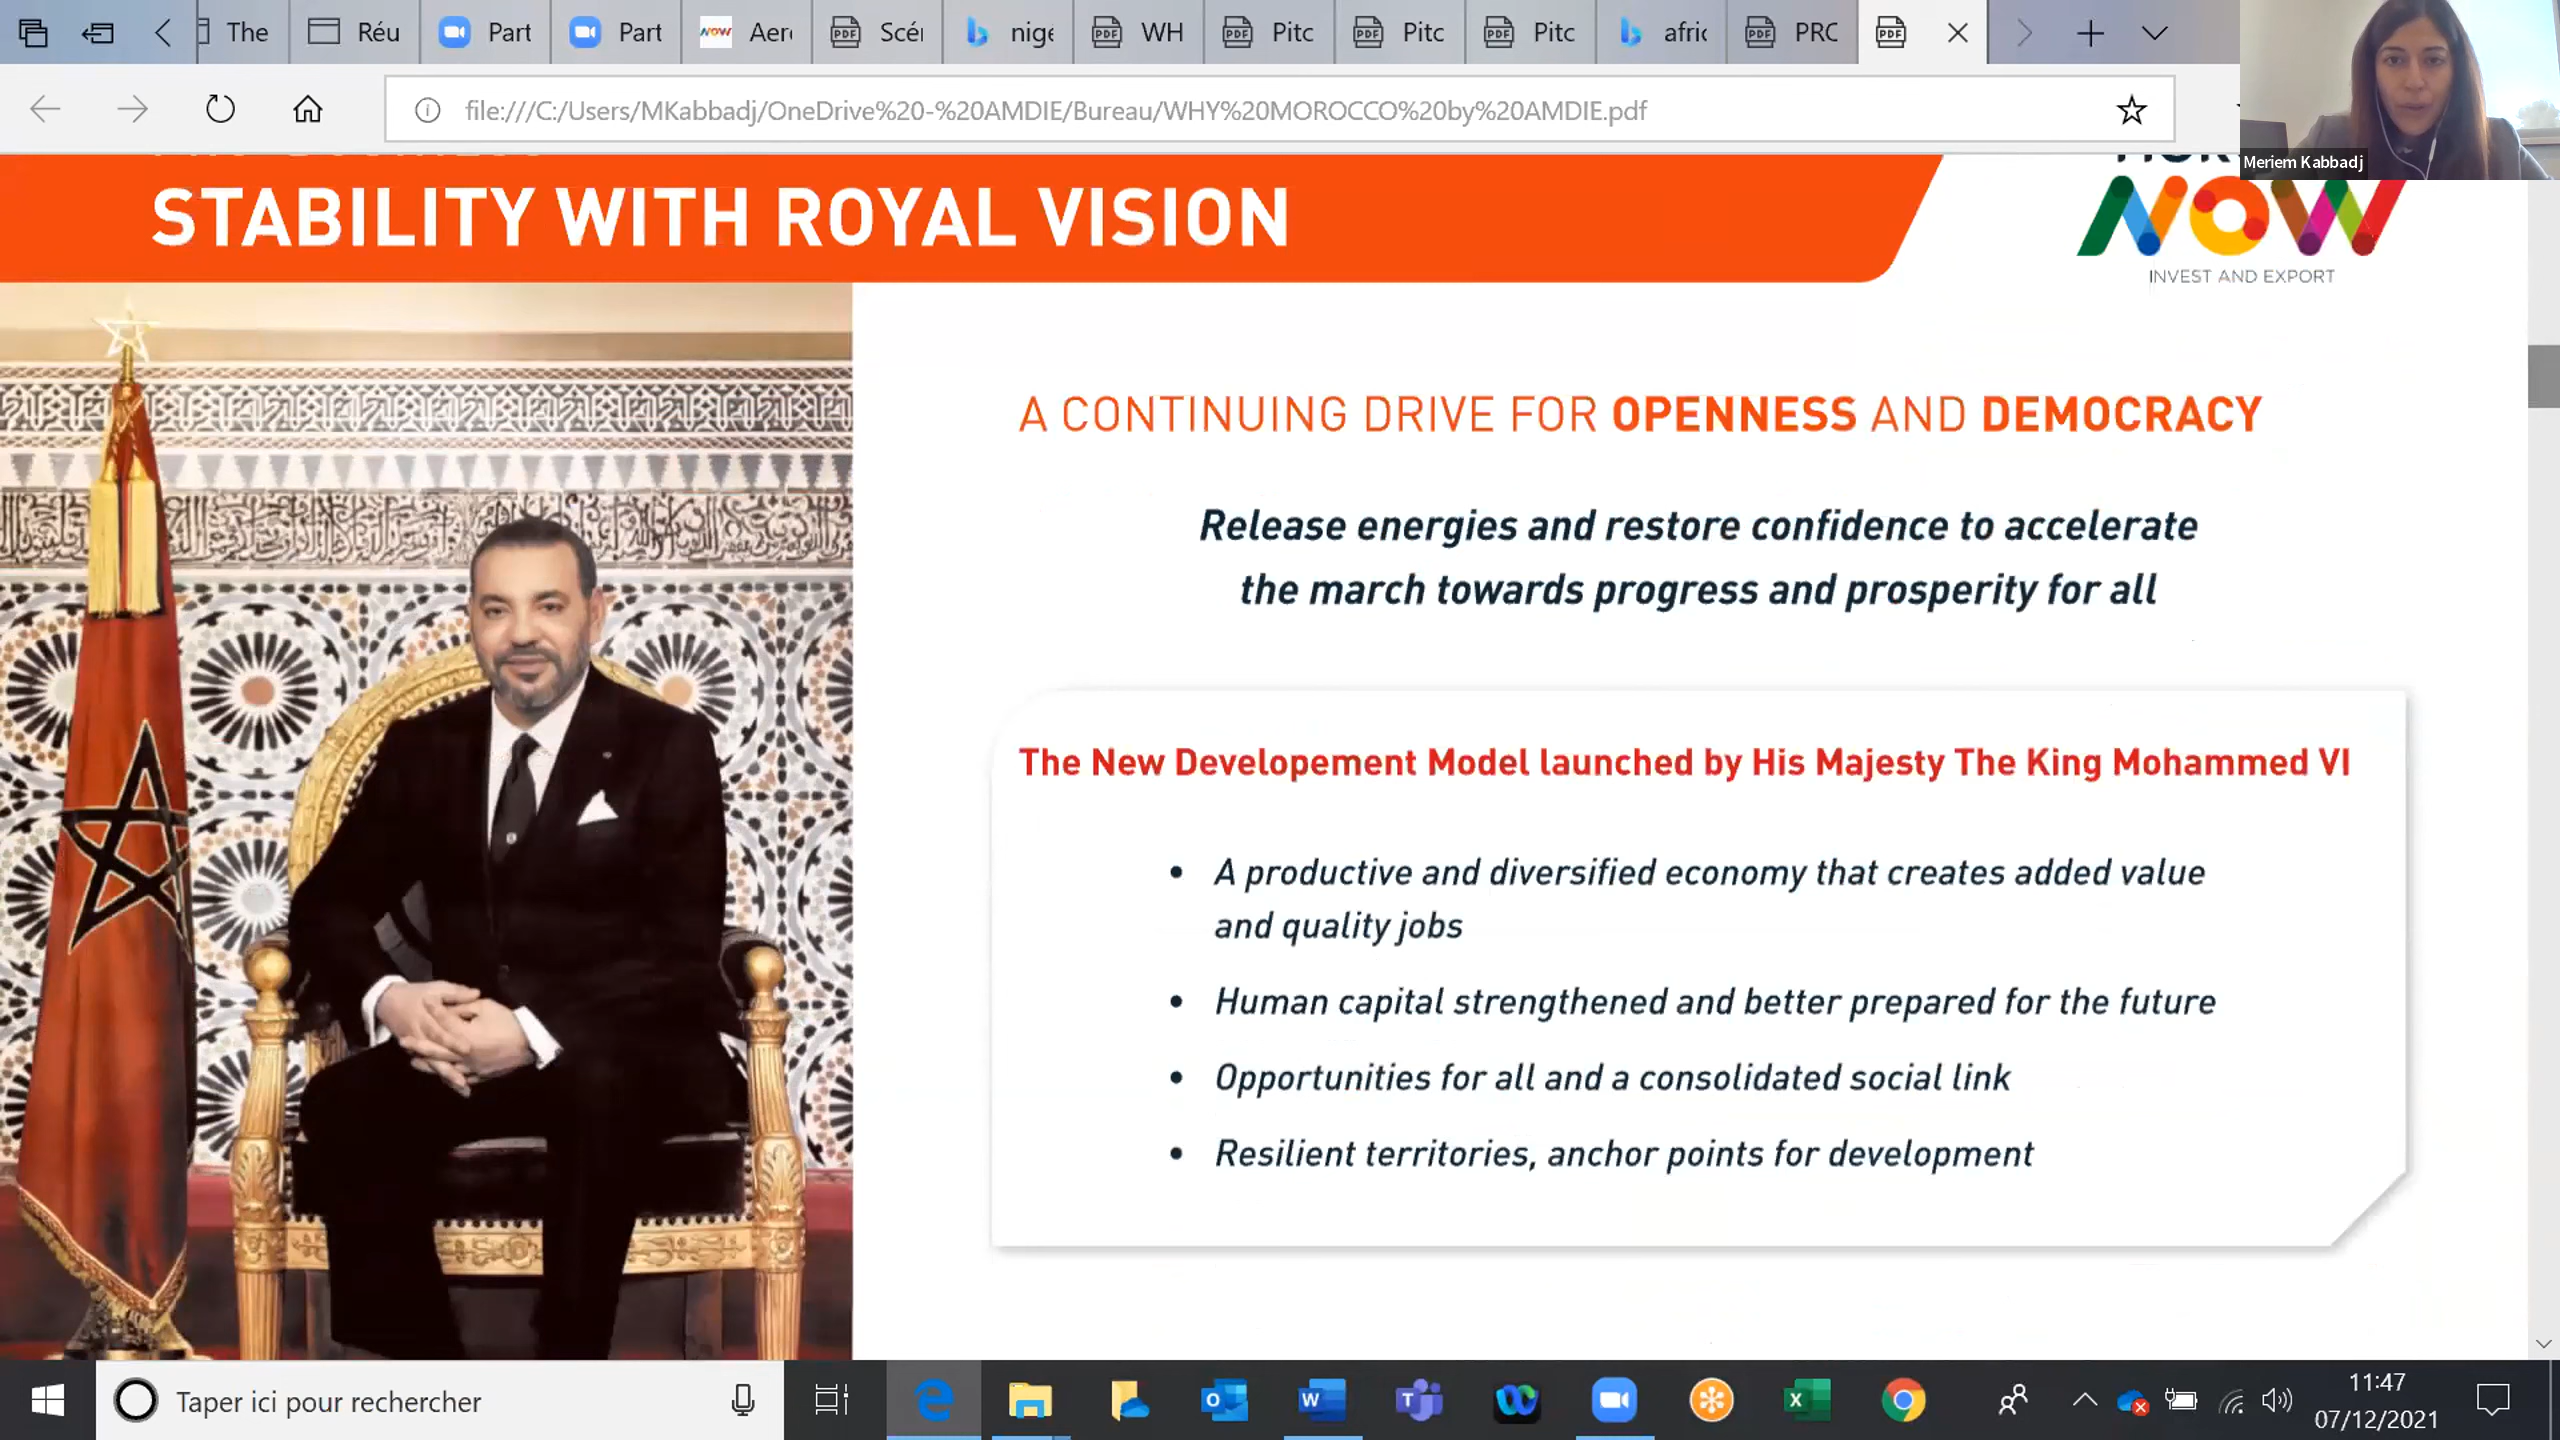 The
Réu
Part
Part
now
Aer
Scér
nige
WH
Pitc
Pitc
Pitc
afric
PRC
file:///C:/Users/MKabbadj/OneDrive%20-%20AMDIE/Bureau/WHY%20MOROCCO%20by%20AMDIE.pdf
Meriem Kabbadj
STABILITY WITH ROYAL VISION
NOW
INVEST AND EXPORT
A CONTINUING DRIVE FOR OPENNESS AND DEMOCRACY
Release energies and restore confidence to accelerate
the march towards progress and prosperity for all
The New Developement Model launched by His Majesty The King Mohammed VI
• A productive and diversified economy that creates added value
and quality jobs
• Human capital strengthened and better prepared for the future
• Opportunities for all and a consolidated social link
• Resilient territories, anchor points for development
Taper ici pour rechercher
11:47
07/12/2021